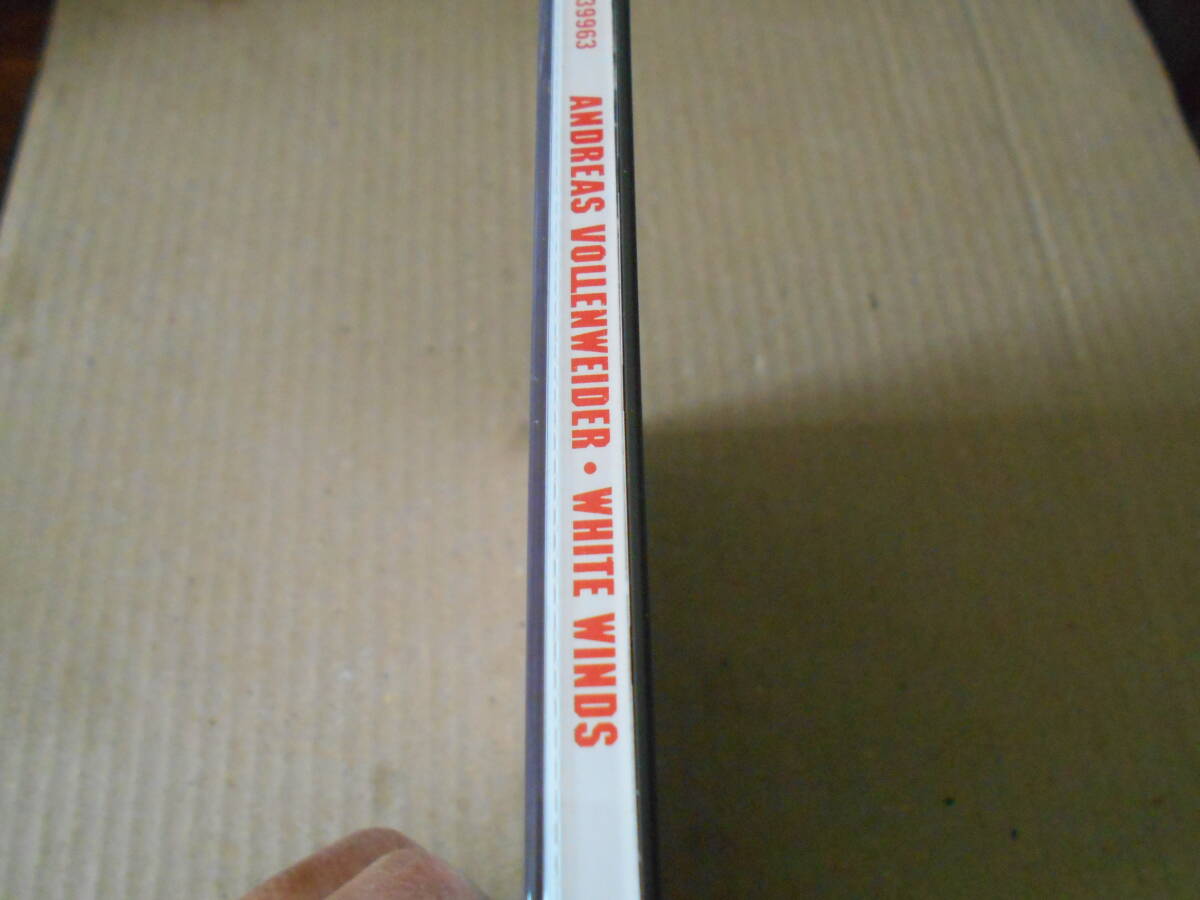 39963 ANDREAS VOLLENWEIDER • WHITE WINDS